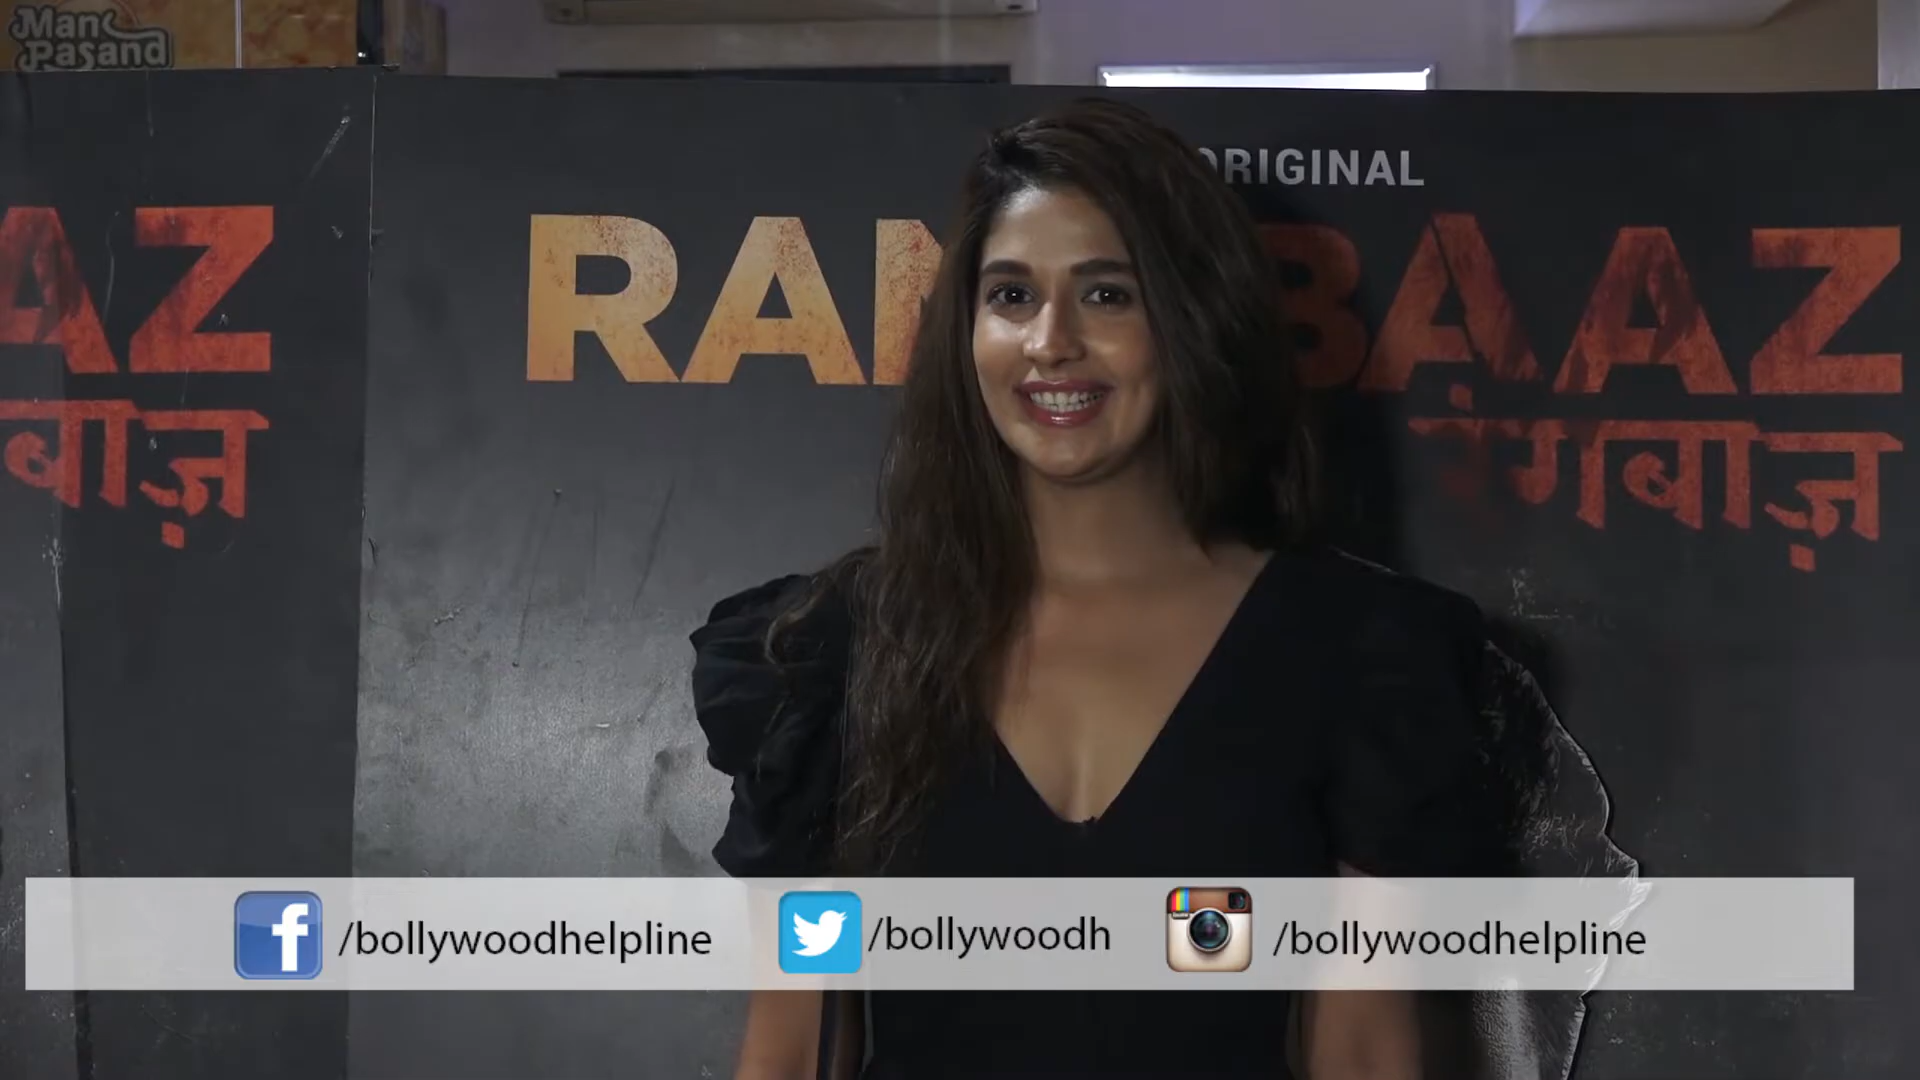 Man
Pasand
ORIGINAL
AZ
RAN BAAZ
बाज़
रंगबाज़
/bollywoodhelpline
/bollywoodh
/bollywoodhelpline